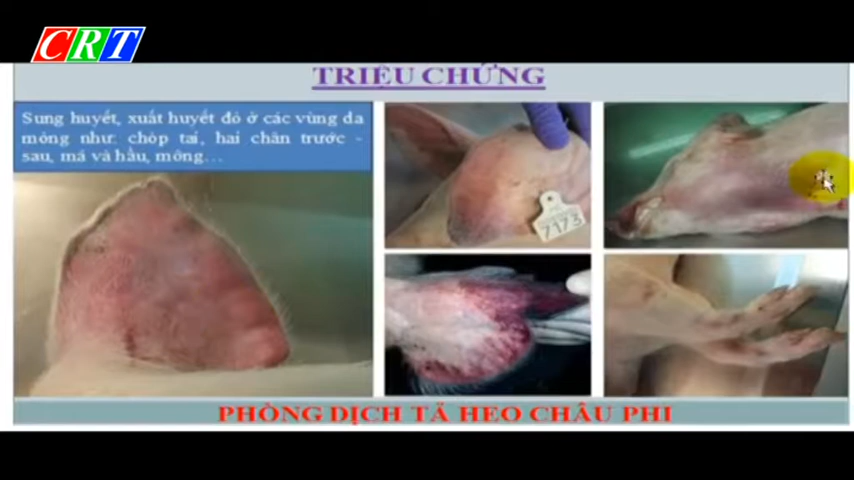 CRT
TRIỆU CHỨNG
Sung huyết, xuất huyết đỏ ở các vùng da
mỏng như: chóp tai, hai chân trước -
sau, má và hầu, mông...
7173
PHÒNG DỊCH TẢ HEO CHÂU PHI